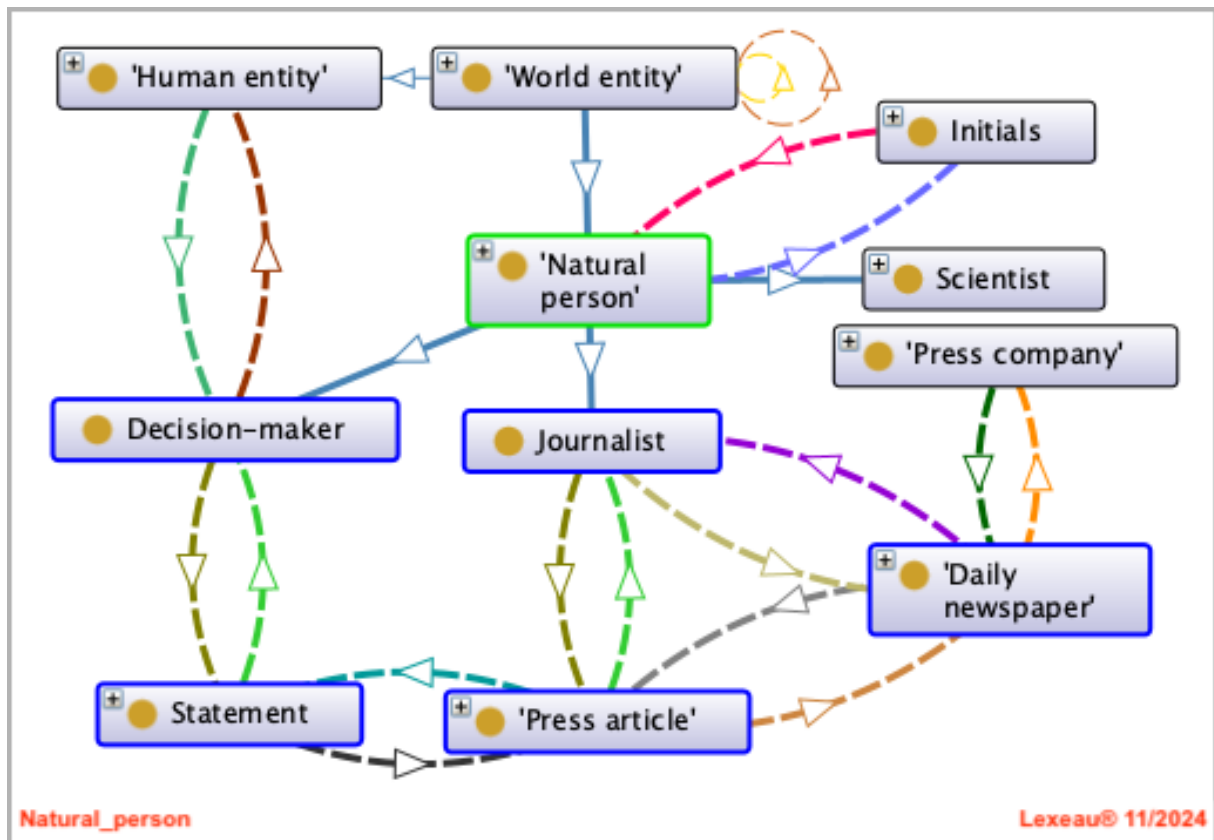 'Human entity'
'World entity'
Initials
'Natural
person'
Scientist
'Press company'
Decision-maker
Journalist
'Daily
newspaper'
Statement
'Press article'
Natural_person
Lexeau® 11/2024